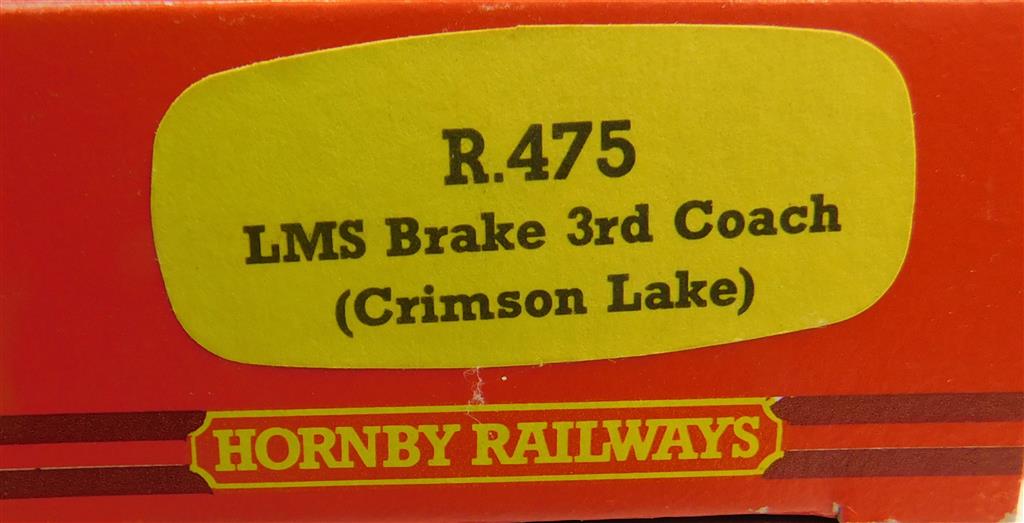 R.475
LMS Brake 3rd Coach
(Crimson Lake)
HORNBY RAILWAYS